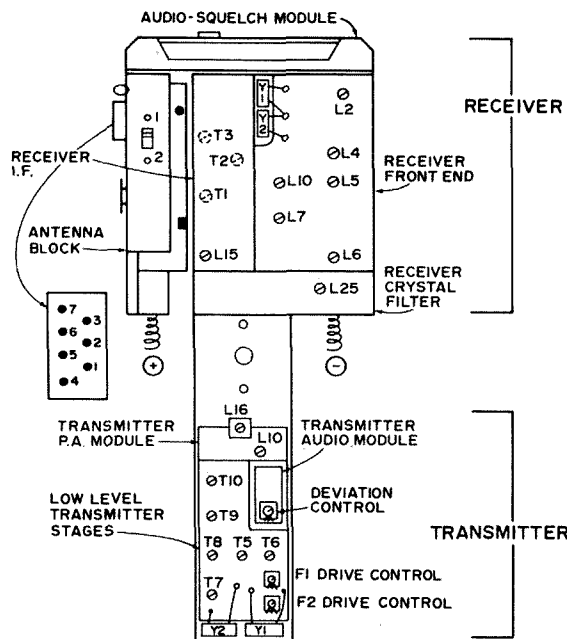 AUDIO-SQUELCH MODULE
RECEIVER
Y1
Y2
L2
1
2
T3
T2
L4
RECEIVER
I.F.
RECEIVER
FRONT END
T1
L10
L5
L7
ANTENNA
BLOCK
L15
L6
RECEIVER
CRYSTAL
FILTER
L25
7
3
6
2
5
1
4
+
−
L16
TRANSMITTER
P.A. MODULE
L10
TRANSMITTER
AUDIO MODULE
T10
DEVIATION
CONTROL
LOW LEVEL
TRANSMITTER
STAGES
T9
TRANSMITTER
T8 T5 T6
F1 DRIVE CONTROL
T7
F2 DRIVE CONTROL
Y2 Y1